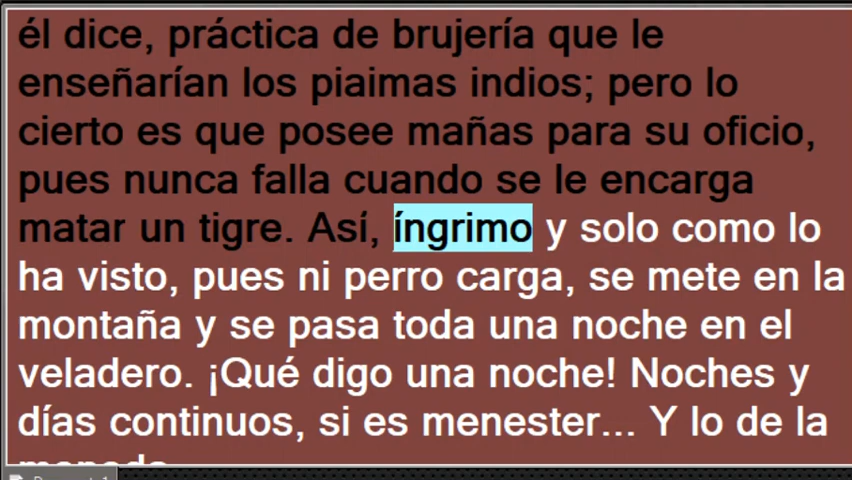 él dice, práctica de brujería que le
enseñarían los piaimas indios; pero lo
cierto es que posee mañas para su oficio,
pues nunca falla cuando se le encarga
matar un tigre. Así, íngrimo y solo como lo
ha visto, pues ni perro carga, se mete en la
montaña y se pasa toda una noche en el
veladero. ¡Qué digo una noche! Noches y
días continuos, si es menester... Y lo de la